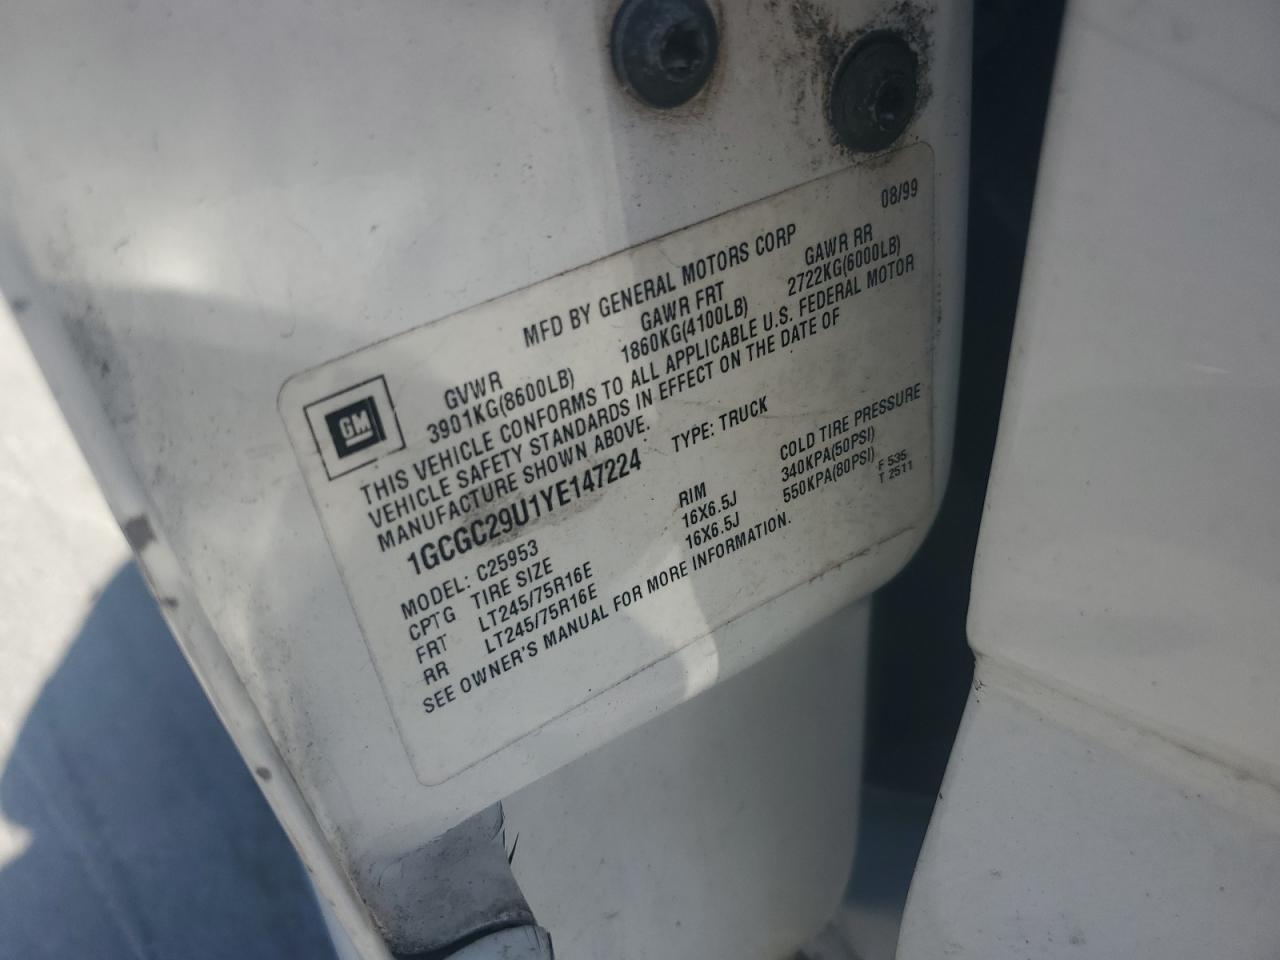 08/99
MFD BY GENERAL MOTORS CORP
GM
GVWR GAWR FRT GAWR RR
3901KG(8600LB) 1860KG(4100LB) 2722KG(6000LB)
THIS VEHICLE CONFORMS TO ALL APPLICABLE U.S. FEDERAL MOTOR
VEHICLE SAFETY STANDARDS IN EFFECT ON THE DATE OF
MANUFACTURE SHOWN ABOVE.
1GCGC29U1YE147224 TYPE: TRUCK
MODEL: C25953
CPTG TIRE SIZE RIM COLD TIRE PRESSURE
FRT LT245/75R16E 16X6.5J 340KPA(50PSI)
RR LT245/75R16E 16X6.5J 550KPA(80PSI)
SEE OWNER'S MANUAL FOR MORE INFORMATION.
F 535
T 2511